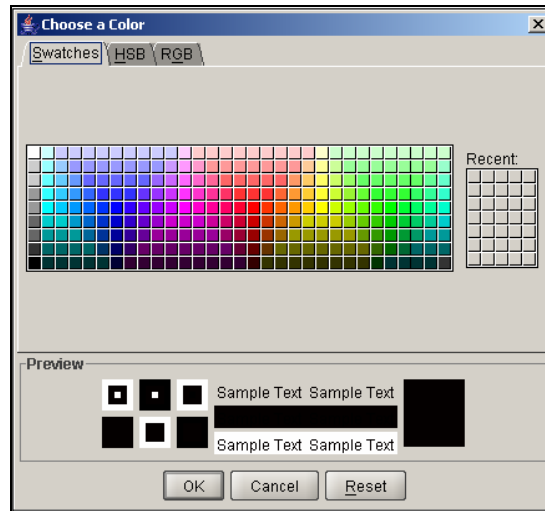 Choose a Color
Swatches HSB RGB
Recent:
Preview
Sample Text Sample Text
Sample Text Sample Text
OK Cancel Reset